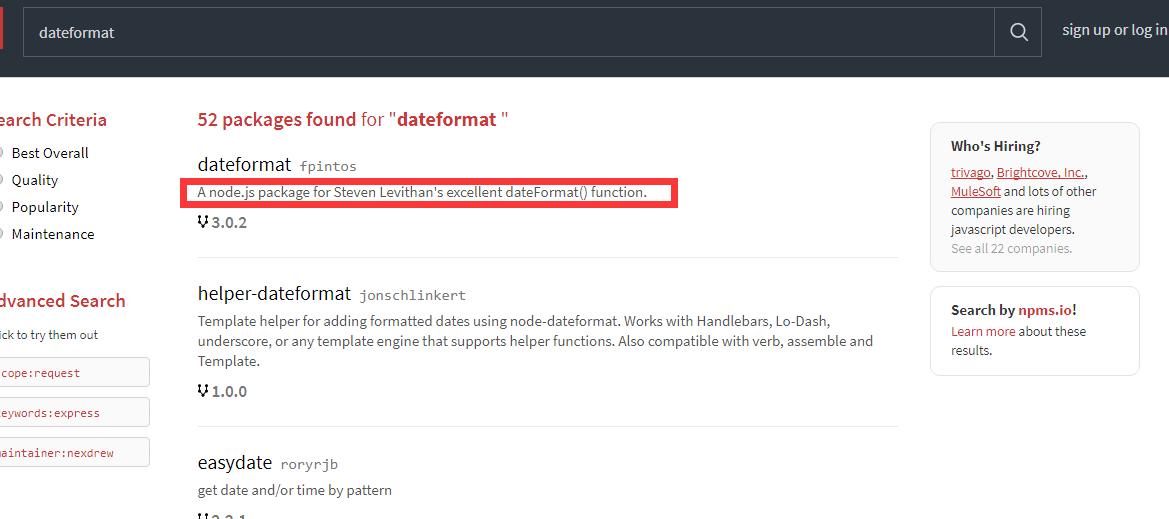 dateformat
sign up or log in
earch Criteria
Best Overall
Quality
Popularity
Maintenance
dvanced Search
ick to try them out
cope:request
eywords:express
aintainer:nexdrew
52 packages found for "dateformat "
dateformat fpintos
A node.js package for Steven Levithan's excellent dateFormat() function.
3.0.2
helper-dateformat jonschlinkert
Template helper for adding formatted dates using node-dateformat. Works with Handlebars, Lo-Dash,
underscore, or any template engine that supports helper functions. Also compatible with verb, assemble and
Template.
1.0.0
easydate roryrjb
get date and/or time by pattern
Who's Hiring?
trivago, Brightcove, Inc.,
MuleSoft and lots of other
companies are hiring
javascript developers.
See all 22 companies.
Search by npms.io!
Learn more about these
results.